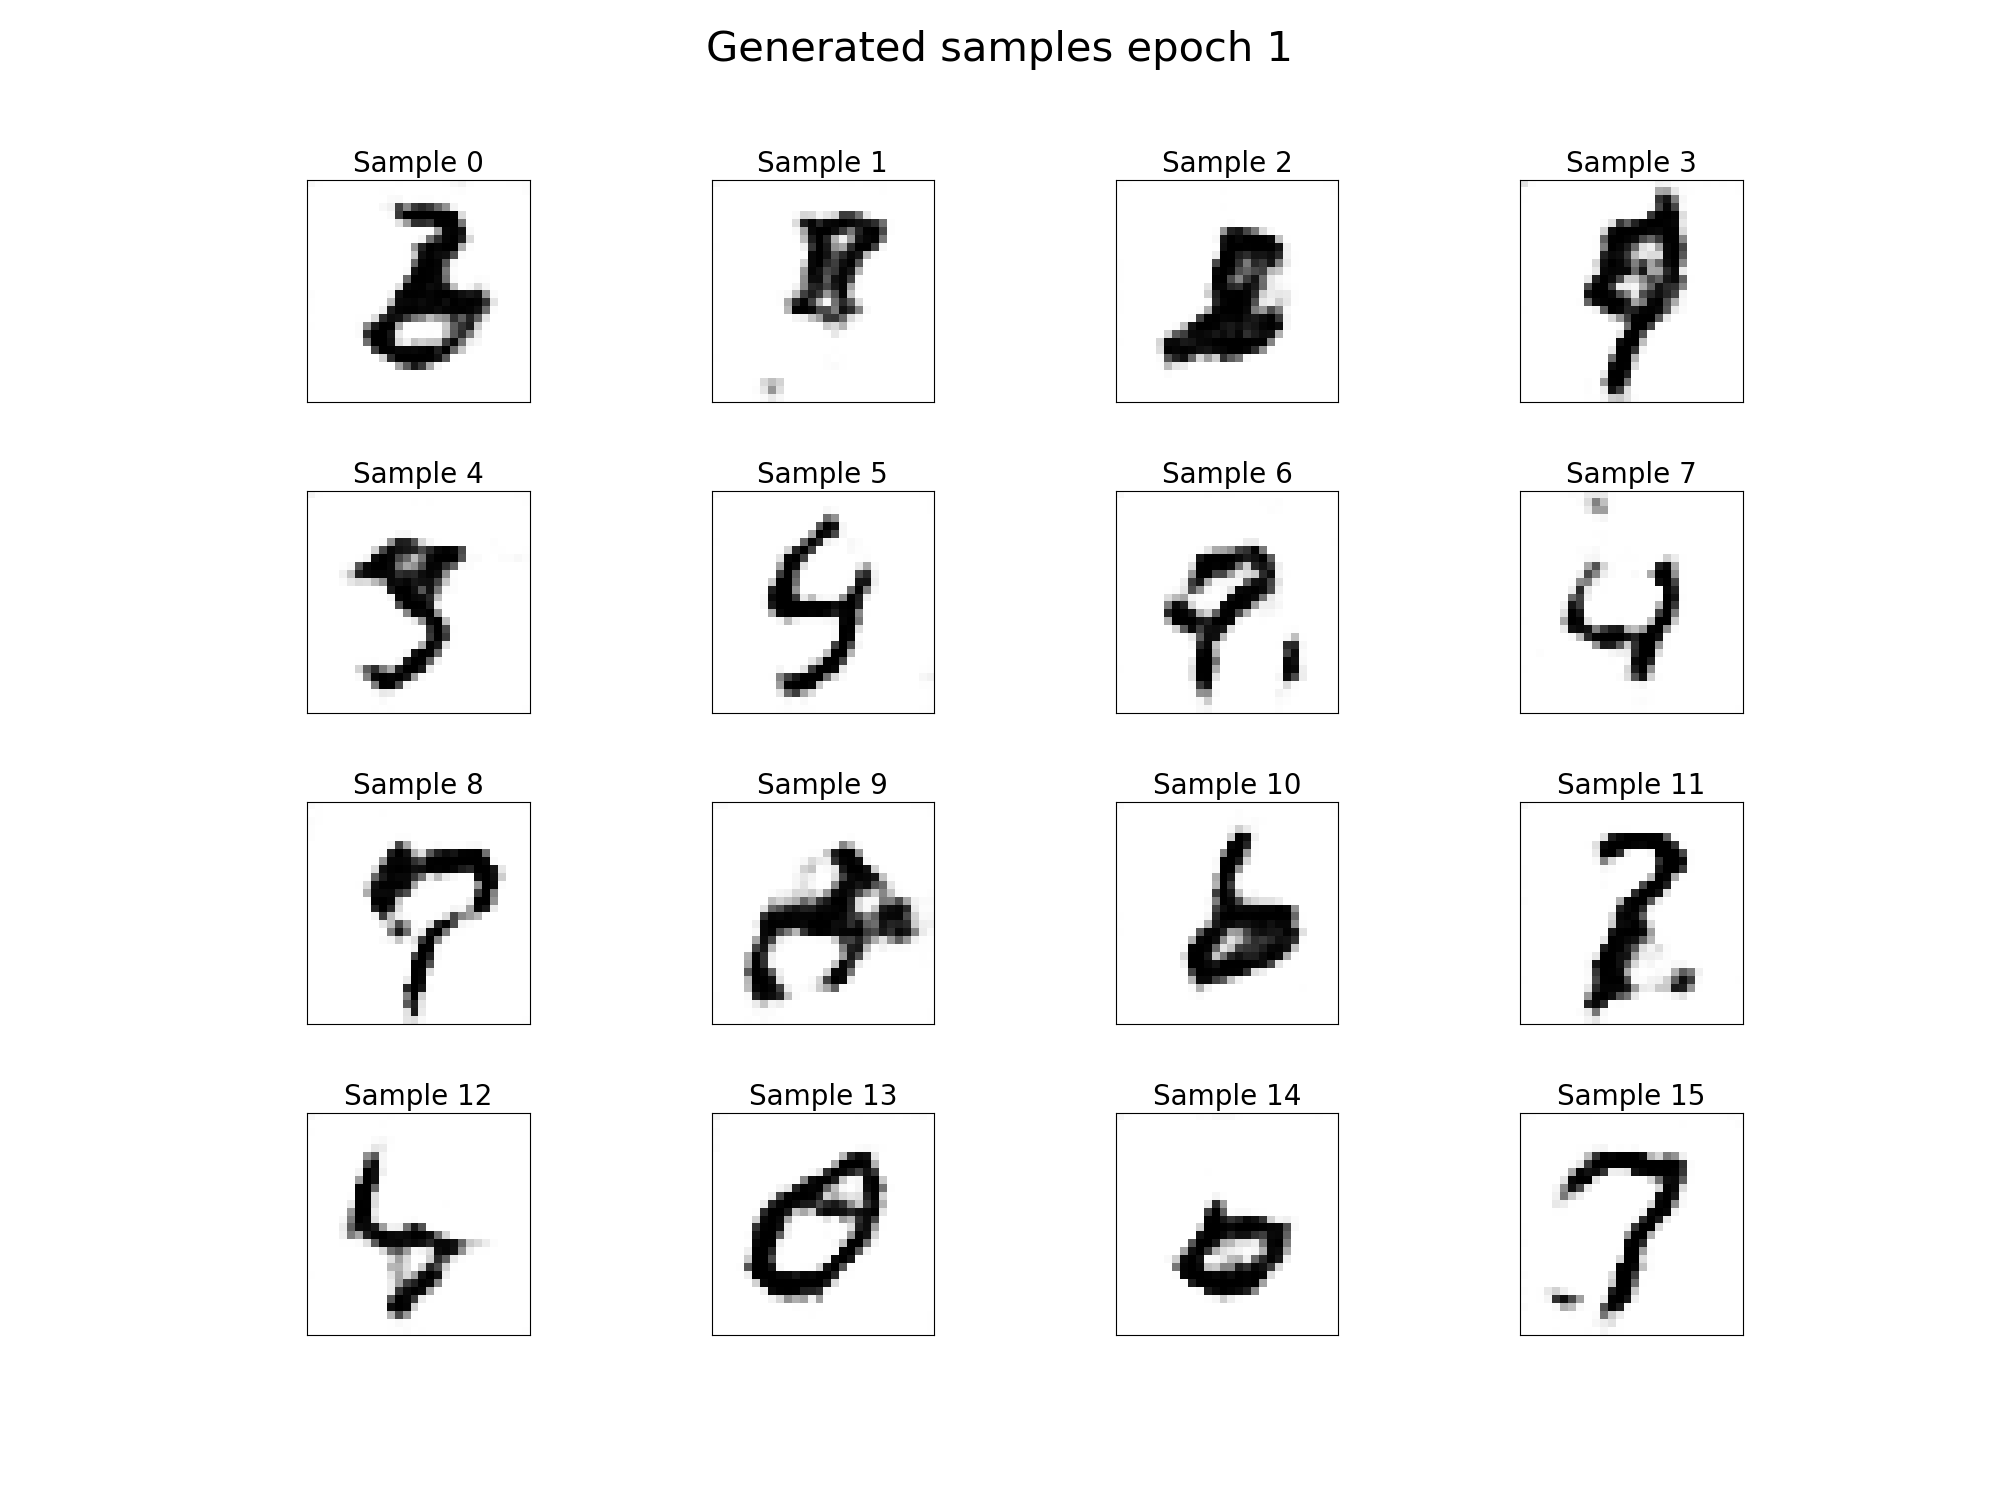 Generated samples epoch 1
Sample 0 Sample 1 Sample 2 Sample 3
Sample 4 Sample 5 Sample 6 Sample 7
Sample 8 Sample 9 Sample 10 Sample 11
Sample 12 Sample 13 Sample 14 Sample 15